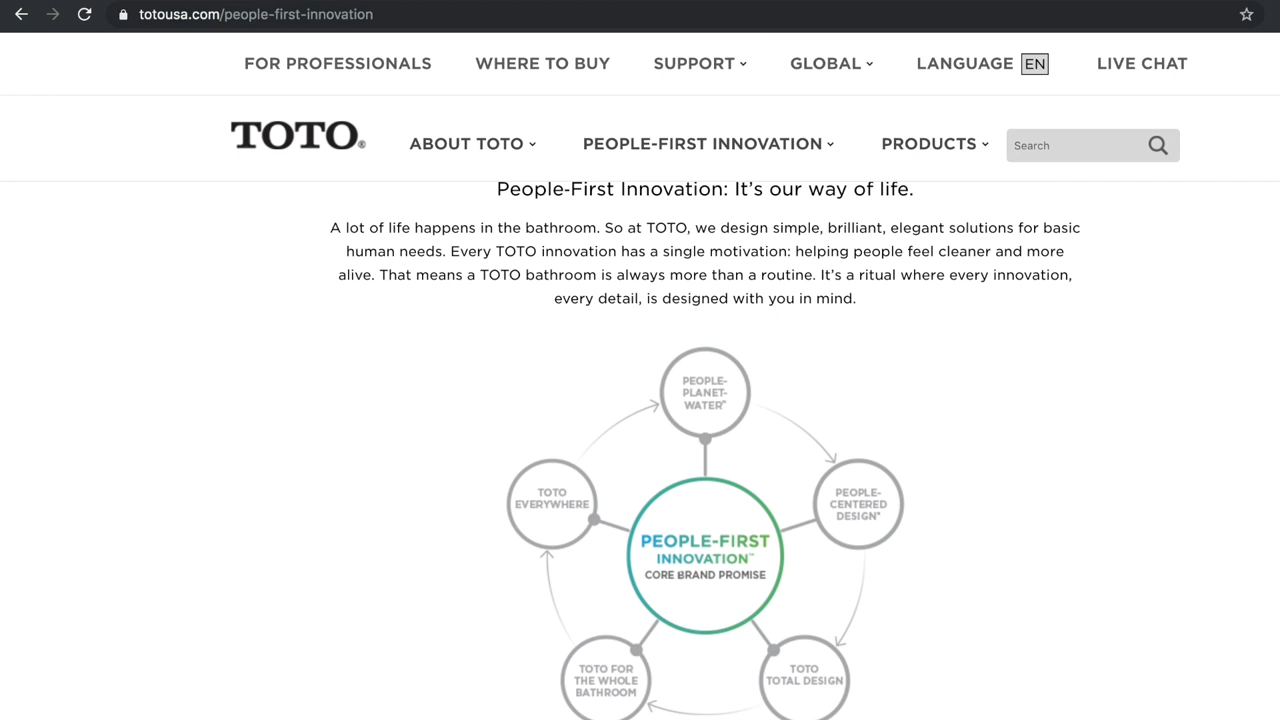 totousa.com/people-first-innovation
FOR PROFESSIONALS WHERE TO BUY SUPPORT GLOBAL LANGUAGE EN LIVE CHAT
TOTO® ABOUT TOTO PEOPLE-FIRST INNOVATION PRODUCTS Search
People-First Innovation: It’s our way of life.
A lot of life happens in the bathroom. So at TOTO, we design simple, brilliant, elegant solutions for basic
human needs. Every TOTO innovation has a single motivation: helping people feel cleaner and more
alive. That means a TOTO bathroom is always more than a routine. It’s a ritual where every innovation,
every detail, is designed with you in mind.
PEOPLE-
PLANET-
WATER™
TOTO
EVERYWHERE
PEOPLE-
CENTERED
DESIGN®
PEOPLE-FIRST
INNOVATION™
CORE BRAND PROMISE
TOTO FOR
THE WHOLE
BATHROOM
TOTO
TOTAL DESIGN